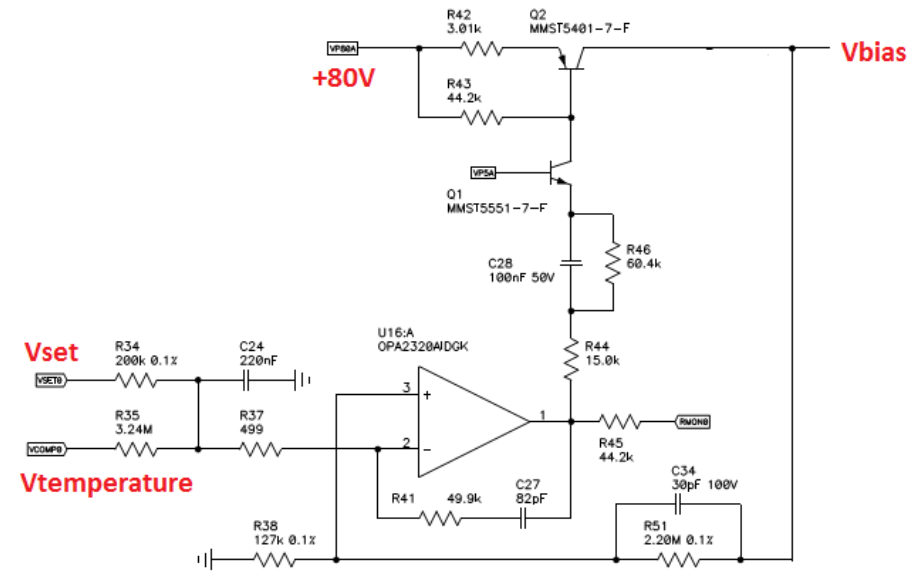 R42
3.01k
Q2
MMST5401-7-F
VP80A
+80V
Vbias
R43
44.2k
VP5A
Q1
MMST5551-7-F
R46
60.4k
C28
100nF 50V
U16:A
OPA2320AIDGK
R44
15.0k
Vset
R34
200k 0.1%
C24
220nF
VSET0
3
+
1
R35
3.24M
R37
499
2
-
VCOMP0
R45
44.2k
RMON0
Vtemperature
R41
49.9k
C27
82pF
C34
30pF 100V
R38
127k 0.1%
R51
2.20M 0.1%